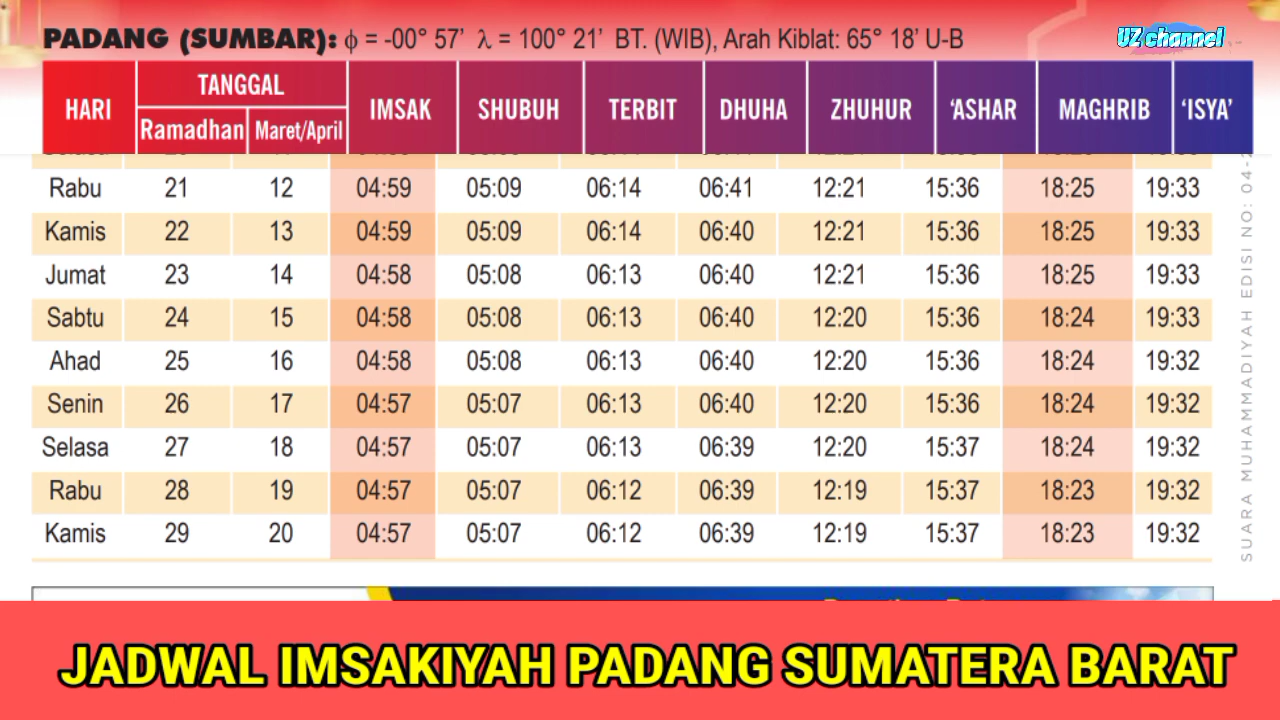 PADANG (SUMBAR): ϕ = -00° 57' λ = 100° 21' BT. (WIB), Arah Kiblat: 65° 18' U-B
UZ channel
HARI TANGGAL IMSAK SHUBUH TERBIT DHUHA ZHUHUR 'ASHAR MAGHRIB 'ISYA'
Ramadhan Maret/April
Rabu 21 12 04:59 05:09 06:14 06:41 12:21 15:36 18:25 19:33
Kamis 22 13 04:59 05:09 06:14 06:40 12:21 15:36 18:25 19:33
Jumat 23 14 04:58 05:08 06:13 06:40 12:21 15:36 18:25 19:33
Sabtu 24 15 04:58 05:08 06:13 06:40 12:20 15:36 18:24 19:33
Ahad 25 16 04:58 05:08 06:13 06:40 12:20 15:36 18:24 19:32
Senin 26 17 04:57 05:07 06:13 06:40 12:20 15:36 18:24 19:32
Selasa 27 18 04:57 05:07 06:13 06:39 12:20 15:37 18:24 19:32
Rabu 28 19 04:57 05:07 06:12 06:39 12:19 15:37 18:23 19:32
Kamis 29 20 04:57 05:07 06:12 06:39 12:19 15:37 18:23 19:32
SUARA MUHAMMADIYAH EDISI NO: 04-
JADWAL IMSAKIYAH PADANG SUMATERA BARAT